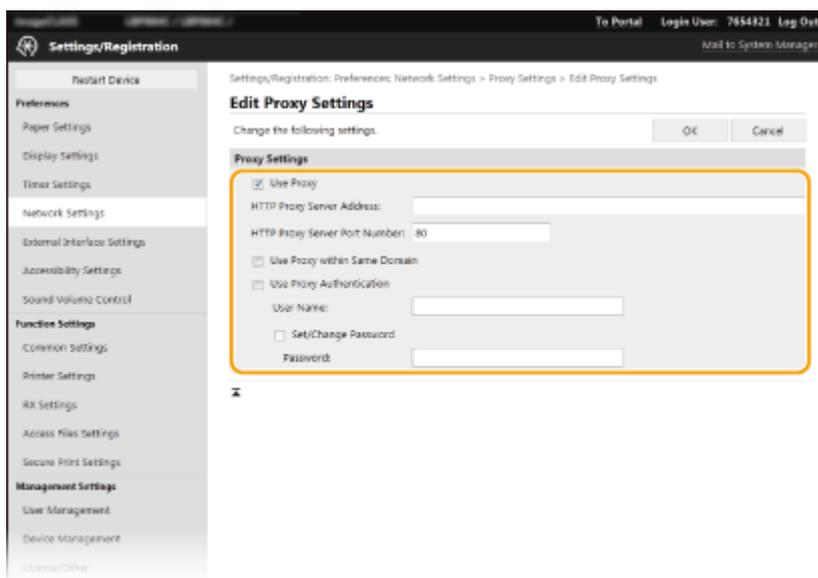 To Portal Login User: 7654321 Log Out
Settings/Registration
Mail to System Manager
Restart Device
Preferences
Paper Settings
Display Settings
Timer Settings
Network Settings
External Interface Settings
Accessibility Settings
Sound Volume Control
Function Settings
Common Settings
Printer Settings
RX Settings
Access Files Settings
Secure Print Settings
Management Settings
User Management
Device Management
License/Other
Settings/Registration: Preferences: Network Settings > Proxy Settings > Edit Proxy Settings
Edit Proxy Settings
Change the following settings.
OK Cancel
Proxy Settings
Use Proxy
HTTP Proxy Server Address:
HTTP Proxy Server Port Number: 80
Use Proxy within Same Domain
Use Proxy Authentication
User Name:
Set/Change Password
Password: